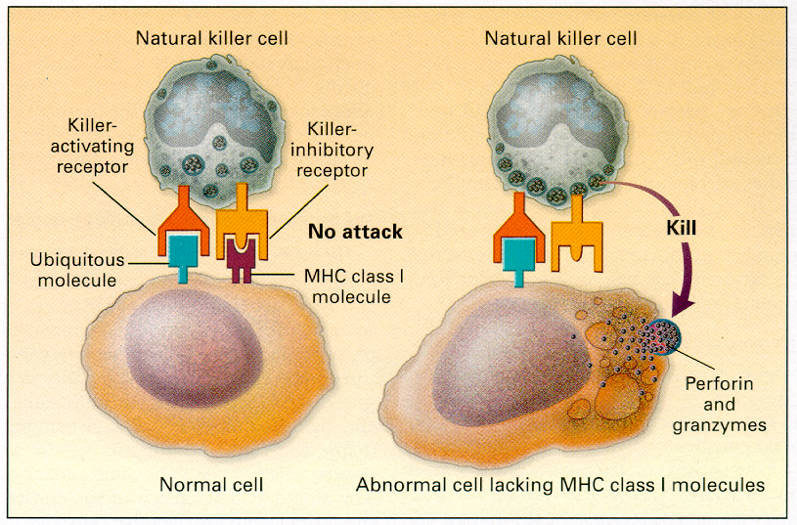 Natural killer cell
Natural killer cell
Killer-
activating
receptor
Killer-
inhibitory
receptor
No attack
Kill
Ubiquitous
molecule
MHC class I
molecule
Perforin
and
granzymes
Normal cell
Abnormal cell lacking MHC class I molecules